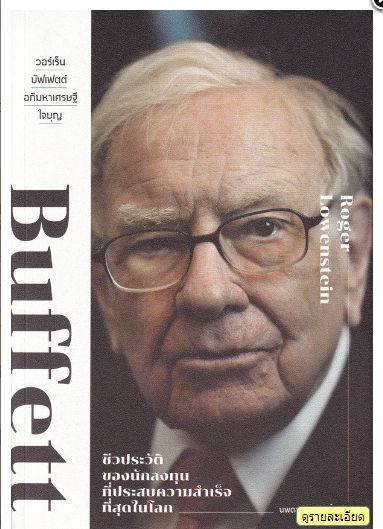 วอร์เร็น
บัฟเฟตต์
อภิมหาเศรษฐี
ใจบุญ
Buffett
Roger
Lowenstein
ชีวประวัติ
ของนักลงทุน
ที่ประสบความสำเร็จ
ที่สุดในโลก
ดูรายละเอียด